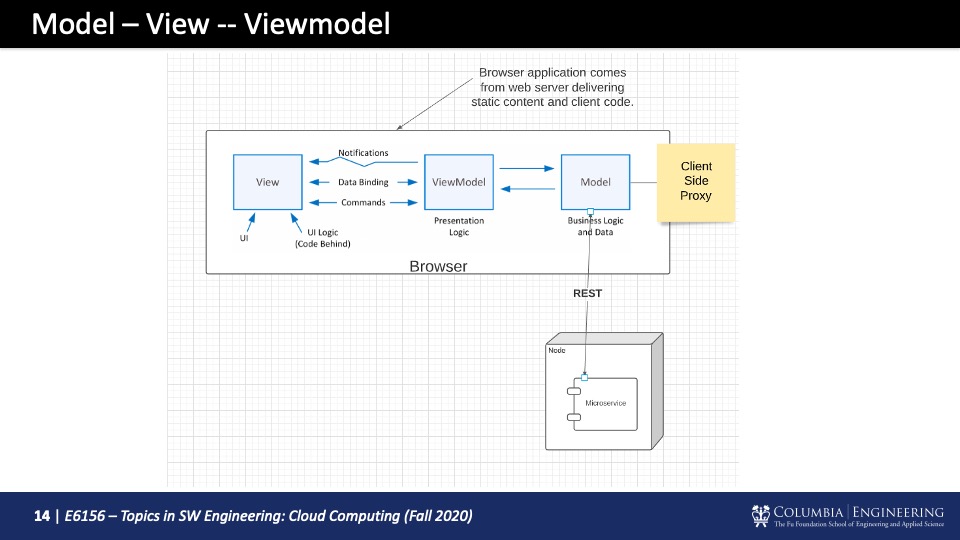 Model – View -- Viewmodel
Browser application comes
from web server delivering
static content and client code.
Notifications
View
Data Binding
ViewModel
Model
Commands
Client
Side
Proxy
UI
UI Logic
(Code Behind)
Presentation
Logic
Business Logic
and Data
Browser
REST
Node
Microservice
14 | E6156 – Topics in SW Engineering: Cloud Computing (Fall 2020)
COLUMBIA | ENGINEERING
The Fu Foundation School of Engineering and Applied Science